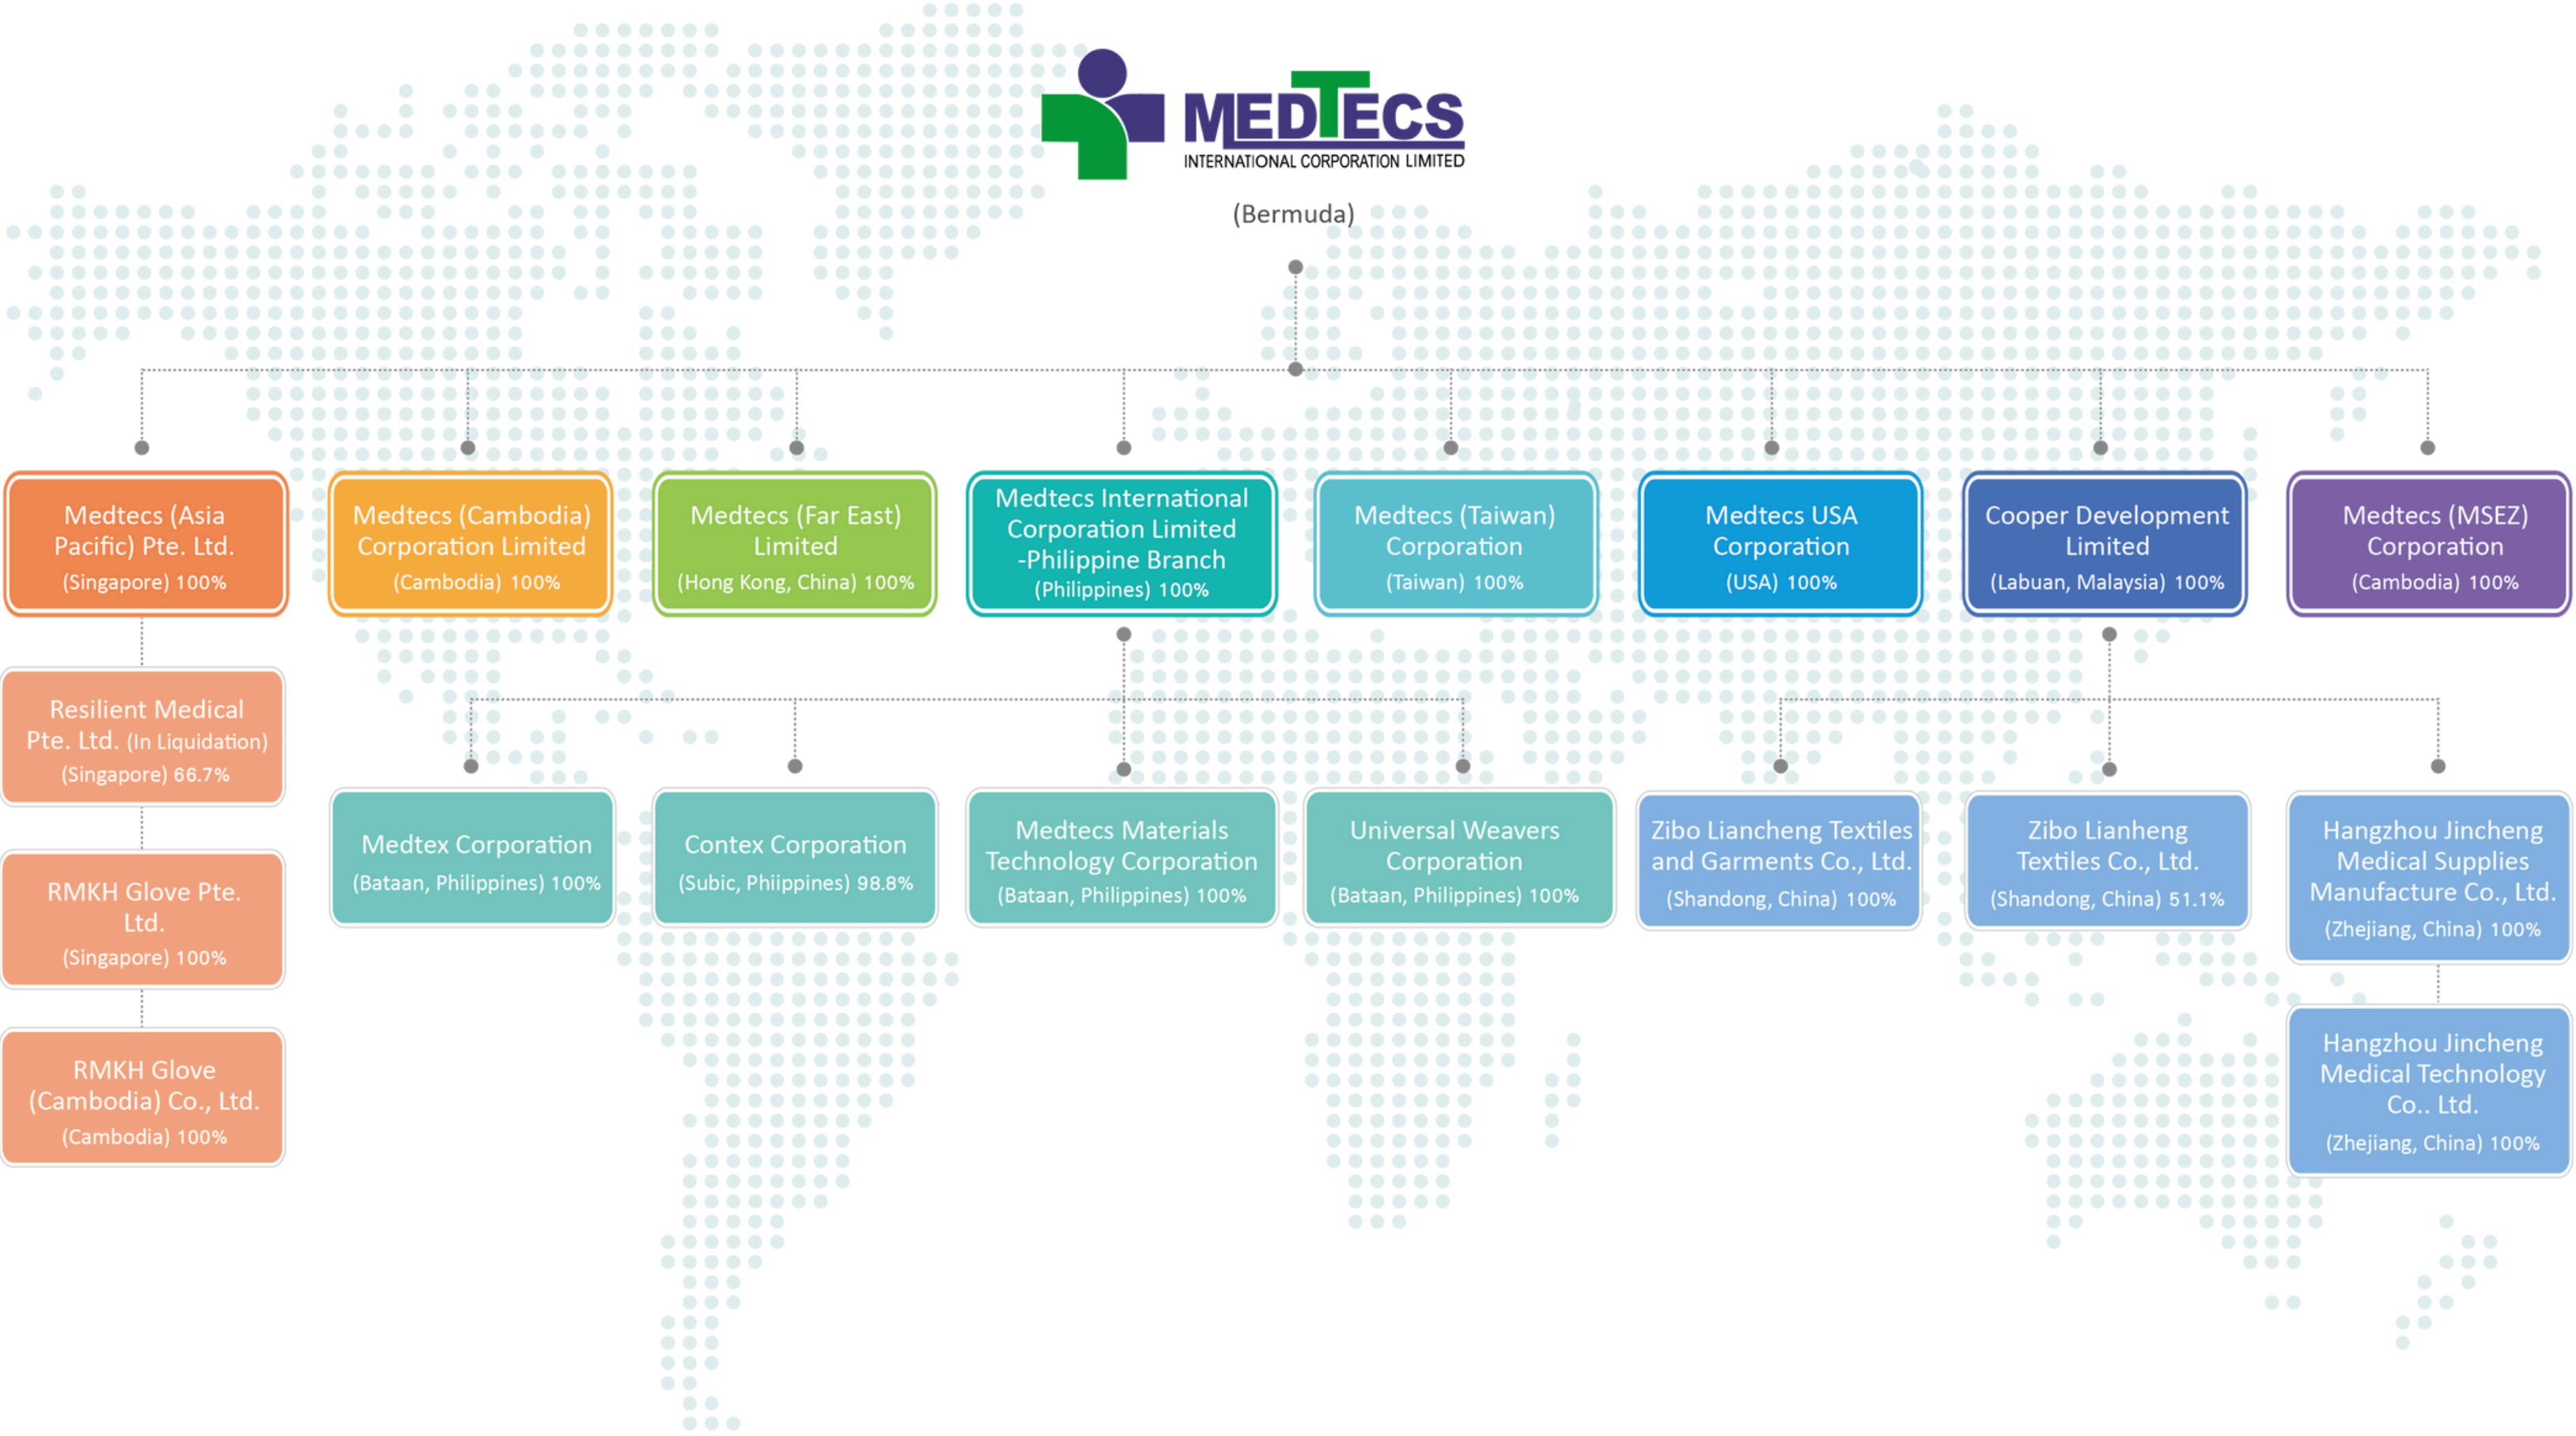 MEDTECS
INTERNATIONAL CORPORATION LIMITED
(Bermuda)
Medtecs (Asia
Pacific) Pte. Ltd.
(Singapore) 100%
Medtecs (Cambodia)
Corporation Limited
(Cambodia) 100%
Medtecs (Far East)
Limited
(Hong Kong, China) 100%
Medtecs International
Corporation Limited
-Philippine Branch
(Philippines) 100%
Medtecs (Taiwan)
Corporation
(Taiwan) 100%
Medtecs USA
Corporation
(USA) 100%
Cooper Development
Limited
(Labuan, Malaysia) 100%
Medtecs (MSEZ)
Corporation
(Cambodia) 100%
Resilient Medical
Pte. Ltd. (In Liquidation)
(Singapore) 66.7%
RMKH Glove Pte.
Ltd.
(Singapore) 100%
RMKH Glove
(Cambodia) Co., Ltd.
(Cambodia) 100%
Medtex Corporation
(Bataan, Philippines) 100%
Contex Corporation
(Subic, Phiippines) 98.8%
Medtecs Materials
Technology Corporation
(Bataan, Philippines) 100%
Universal Weavers
Corporation
(Bataan, Philippines) 100%
Zibo Liancheng Textiles
and Garments Co., Ltd.
(Shandong, China) 100%
Zibo Lianheng
Textiles Co., Ltd.
(Shandong, China) 51.1%
Hangzhou Jincheng
Medical Supplies
Manufacture Co., Ltd.
(Zhejiang, China) 100%
Hangzhou Jincheng
Medical Technology
Co.. Ltd.
(Zhejiang, China) 100%